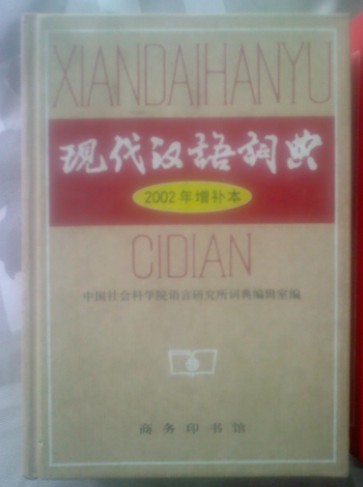 XIANDAIHANYU
现代汉语词典
2002年增补本
CIDIAN
中国社会科学院语言研究所词典编辑室编
商务印书馆